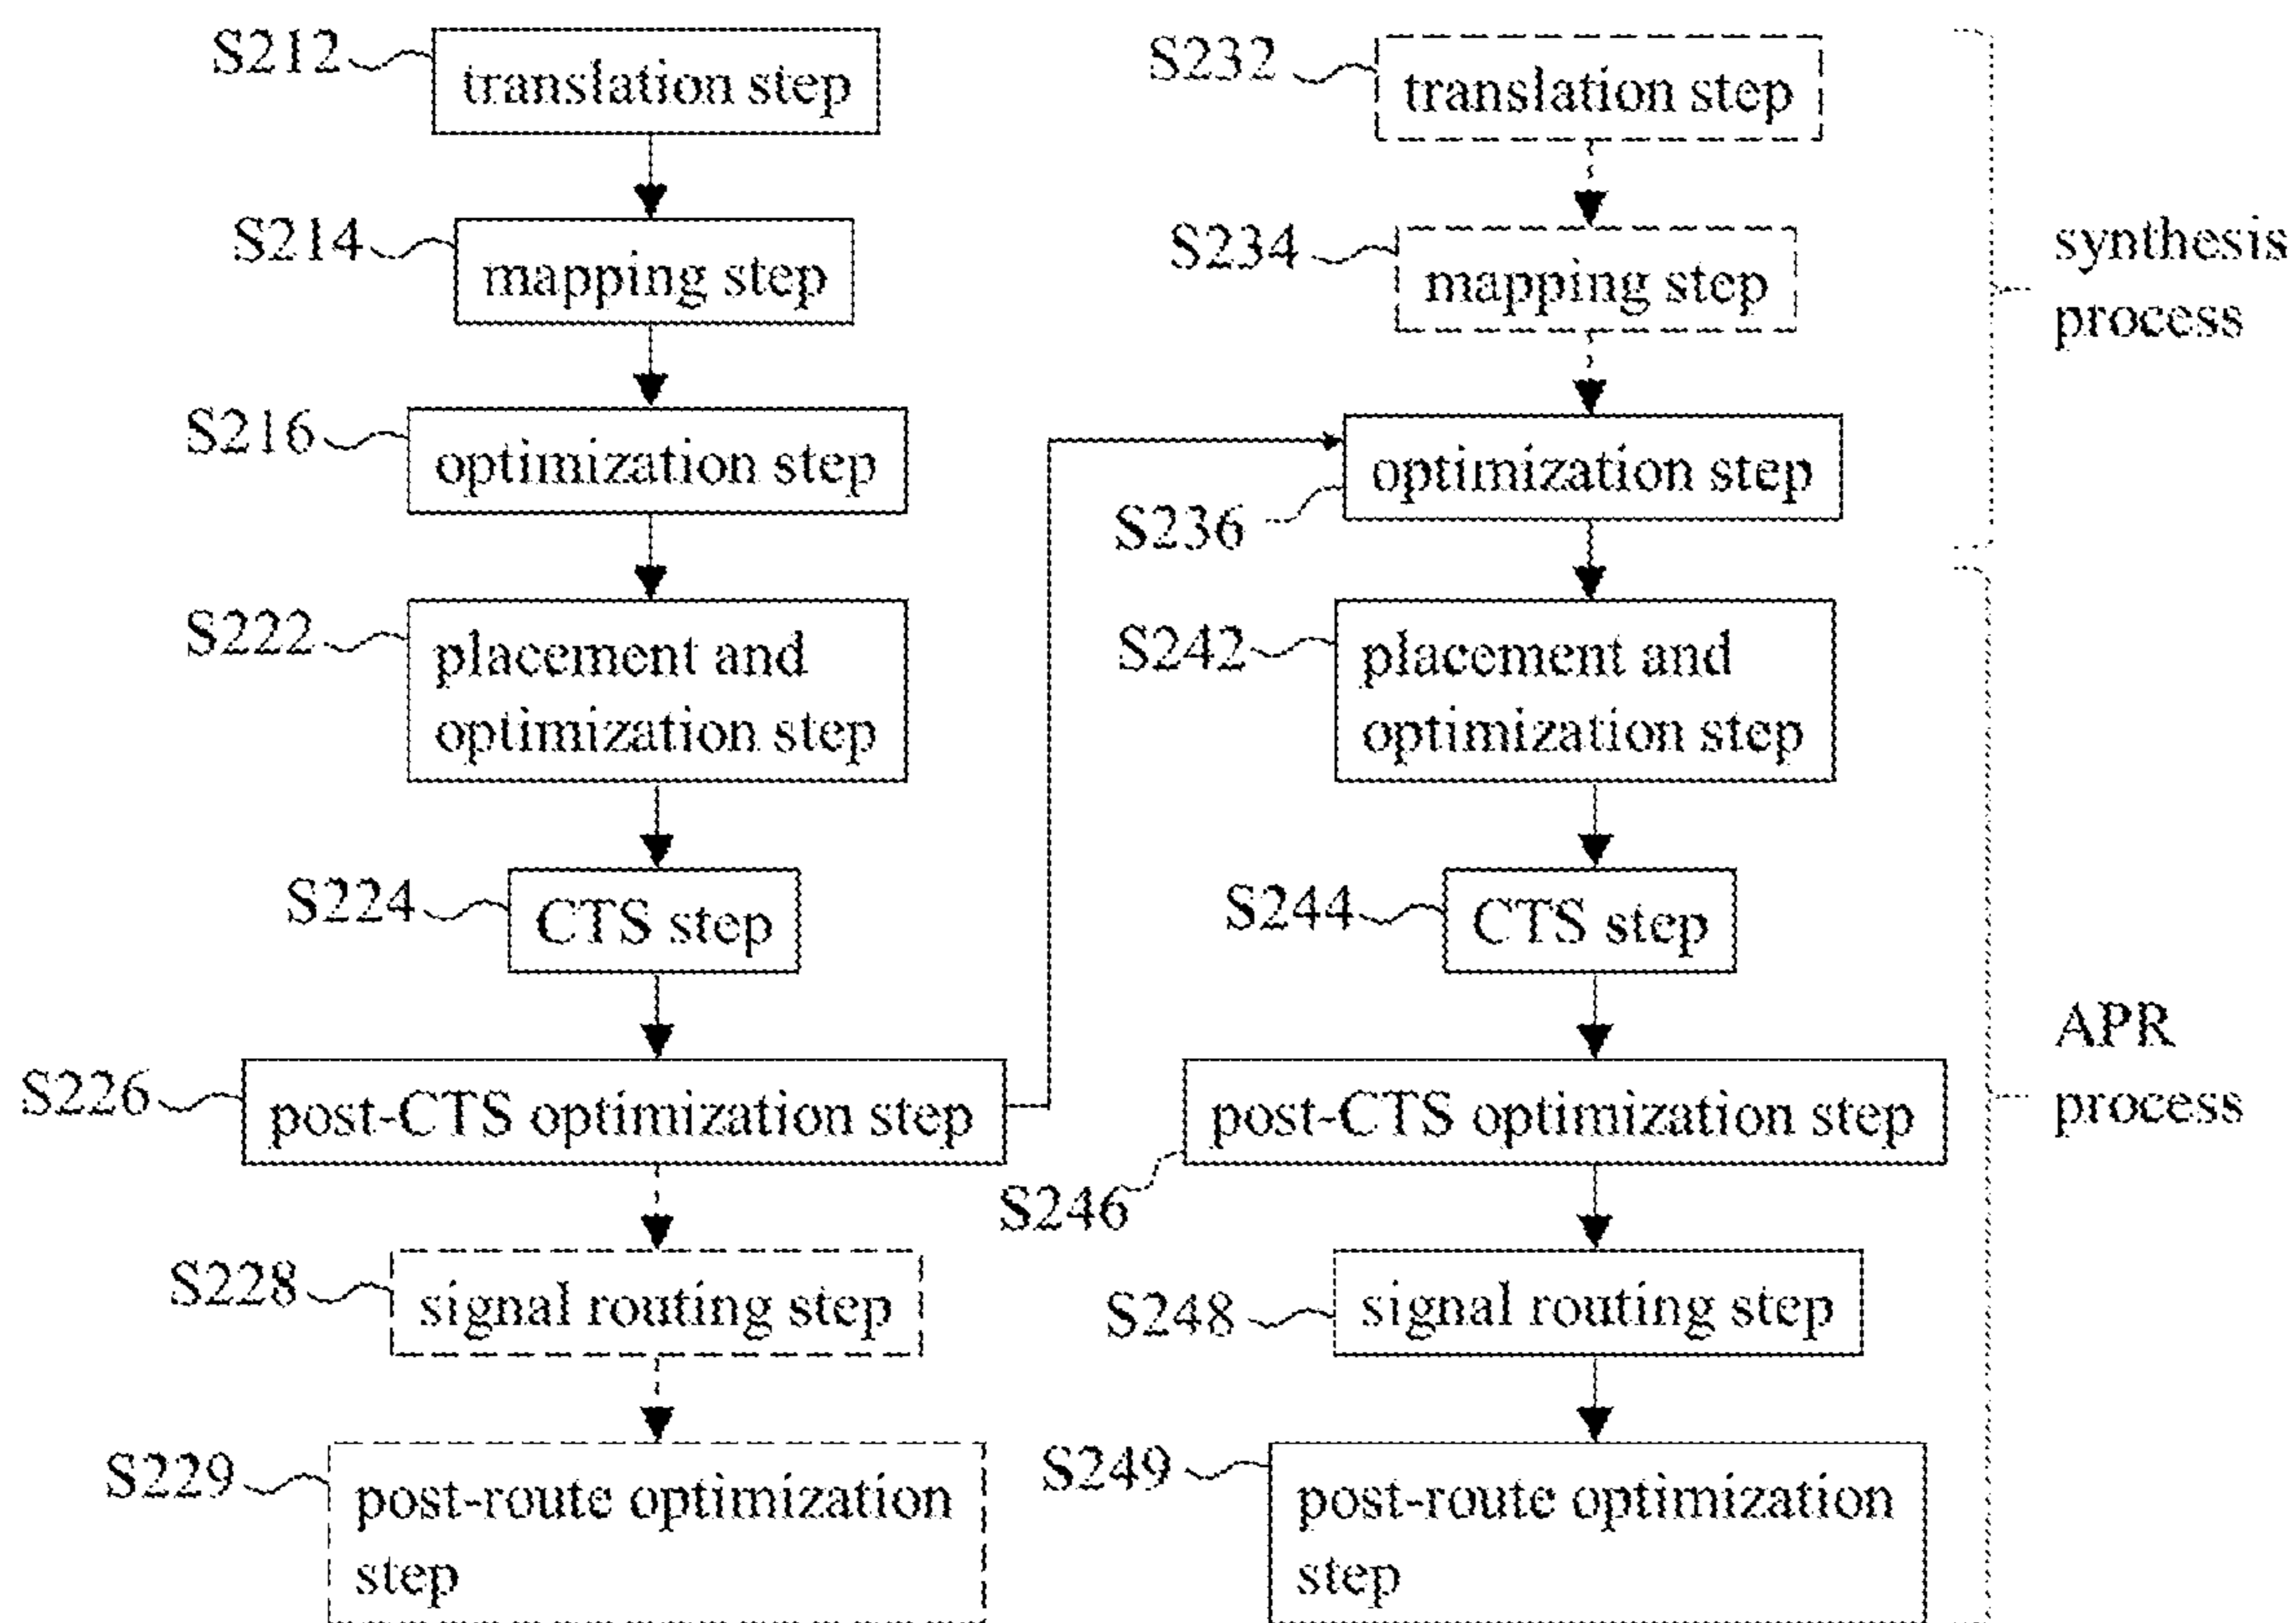 S212
translation step
S214
mapping step
S216
optimization step
S222
placement and
optimization step
S224
CTS step
S226
post-CTS optimization step
S228
signal routing step
S229
post-route optimization
step
S232
translation step
S234
mapping step
optimization step
S236
S242
placement and
optimization step
S244
CTS step
post-CTS optimization step
S246
S248
signal routing step
S249
post-route optimization
step
synthesis
process
APR
process